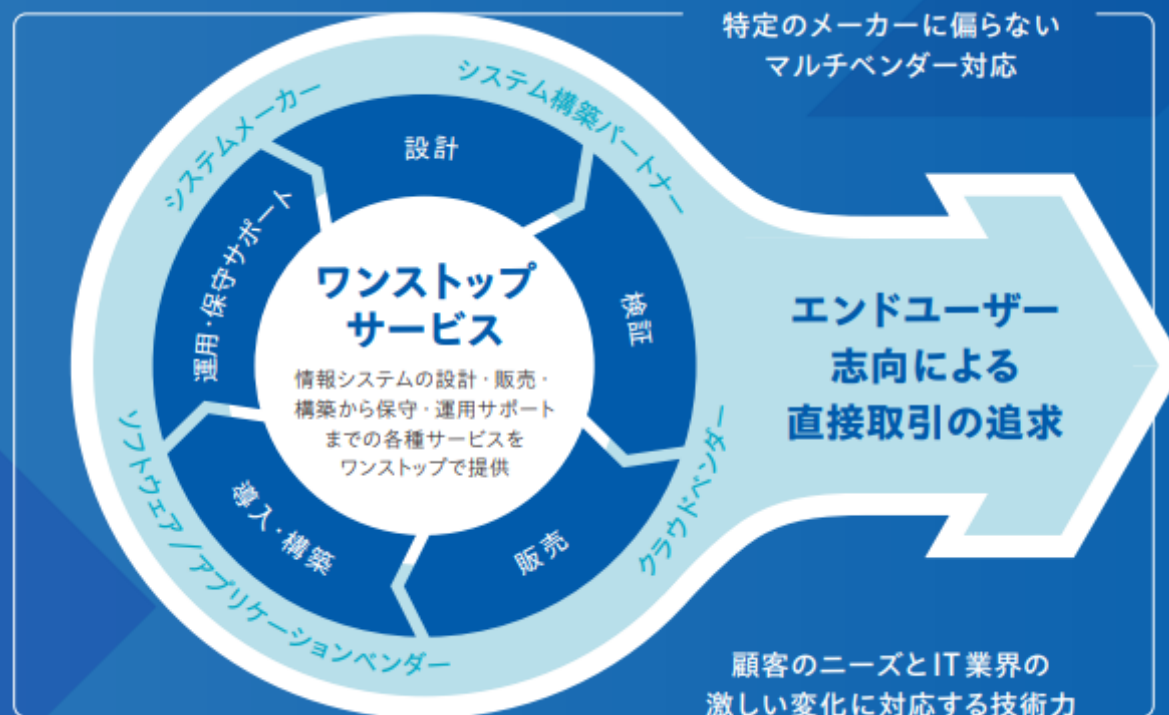 特定のメーカーに偏らない
マルチベンダー対応
システムメーカー
システム構築パートナー
設計
検証
販売
導入・構築
運用・保守サポート
ワンストップ
サービス
情報システムの設計・販売・
構築から保守・運用サポート
までの各種サービスを
ワンストップで提供
エンドユーザー
志向による
直接取引の追求
クラウドベンダー
ソフトウェア/アプリケーションベンダー
顧客のニーズとIT業界の
激しい変化に対応する技術力